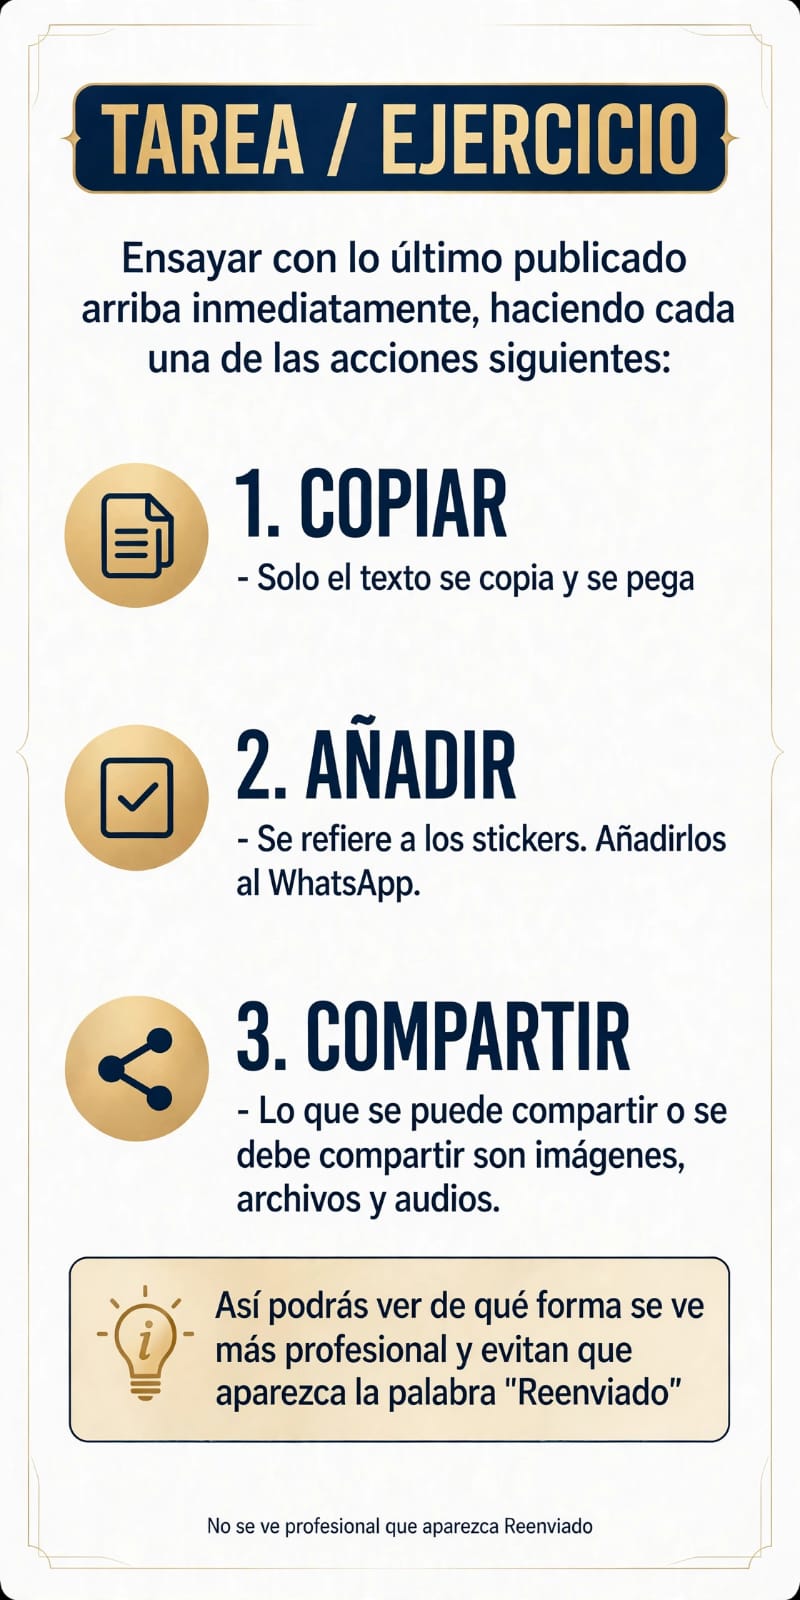 TAREA / EJERCICIO
Ensayar con lo último publicado
arriba inmediatamente, haciendo cada
una de las acciones siguientes:
1. COPIAR
- Solo el texto se copia y se pega
2. AÑADIR
- Se refiere a los stickers. Añadirlos
al WhatsApp.
3. COMPARTIR
- Lo que se puede compartir o se
debe compartir son imágenes,
archivos y audios.
i
Así podrás ver de qué forma se ve
más profesional y evitan que
aparezca la palabra "Reenviado"
No se ve profesional que aparezca Reenviado